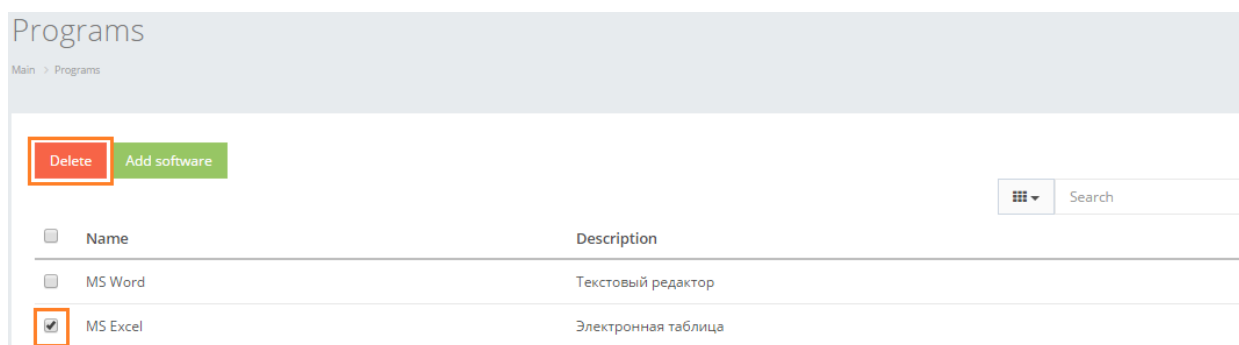 Programs
Main > Programs
Delete Add software
Search
Name Description
MS Word Текстовый редактор
MS Excel Электронная таблица